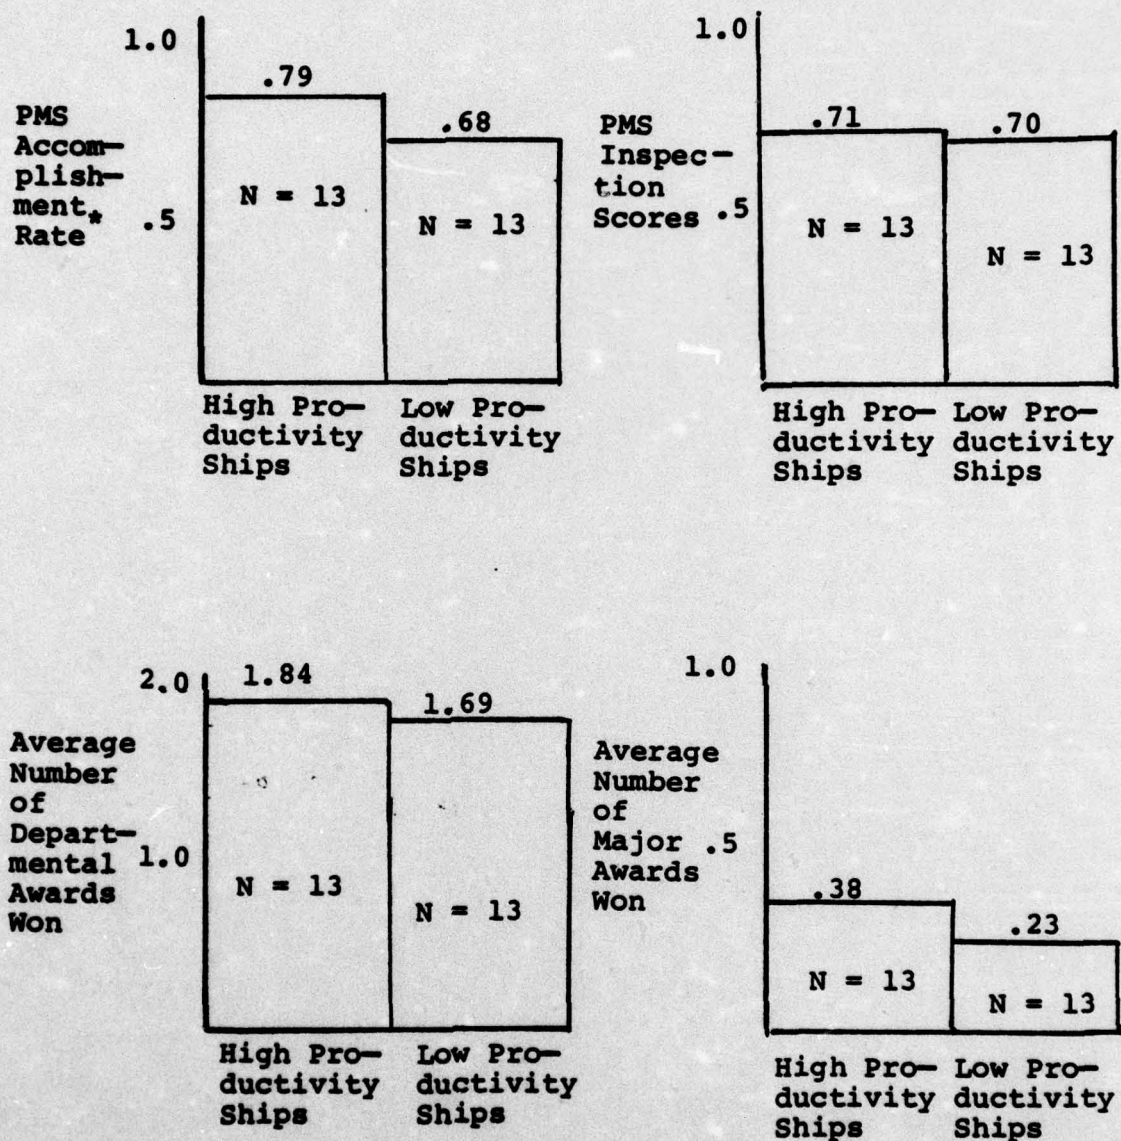 1.0
.79
.68
PMS
Accom-
plish-
ment*
Rate
.5
N = 13
N = 13
High Pro-
ductivity
Ships
Low Pro-
ductivity
Ships
1.0
.71
.70
PMS
Inspec-
tion
Scores
.5
N = 13
N = 13
High Pro-
ductivity
Ships
Low Pro-
ductivity
Ships
2.0
1.84
1.69
Average
Number
of
Depart-
mental
Awards
Won
1.0
N = 13
N = 13
High Pro-
ductivity
Ships
Low Pro-
ductivity
Ships
1.0
Average
Number
of
Major
Awards
Won
.5
.38
.23
N = 13
N = 13
High Pro-
ductivity
Ships
Low Pro-
ductivity
Ships